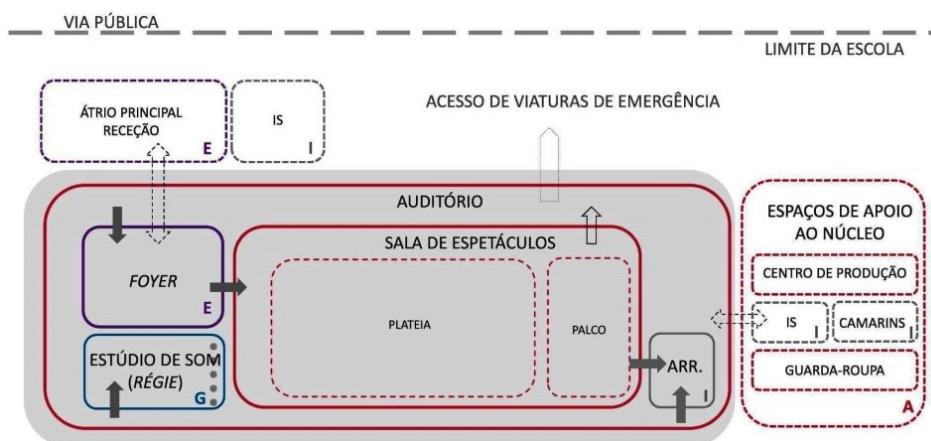 VIA PÚBLICA
LIMITE DA ESCOLA
ÁTRIO PRINCIPAL
RECEÇÃO
E
IS
I
ACESSO DE VIATURAS DE EMERGÊNCIA
AUDITÓRIO
SALA DE ESPETÁCULOS
FOYER
E
PLATEIA
PALCO
ESTÚDIO DE SOM
(RÉGIE)
G
ARR.
I
ESPAÇOS DE APOIO
AO NÚCLEO
CENTRO DE PRODUÇÃO
IS
I
CAMARINS
I
GUARDA-ROUPA
A